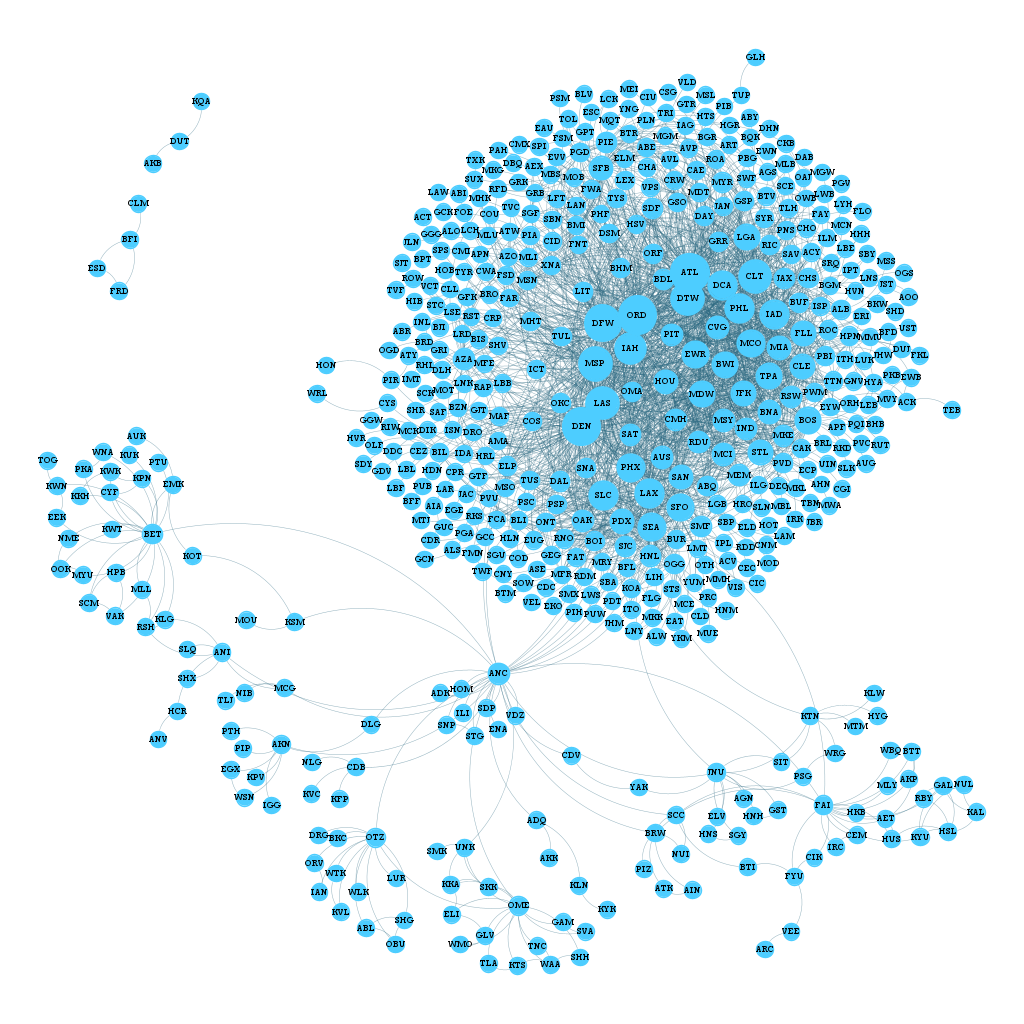 GLH
TUP
KQA
DUT
AKB
CLM
BFI
ESD
FRD
VLD
MEI
BLV
PSM
LCK
CIU
CSG
MSL
GTR
PIB
ESC
YNG
TRI
HTS
ABY
TOL
MQT
PLN
IAG
HGR
DHN
EAU
GPT
BTR
MGM
BGR
BQK
FSM
PIE
ABE
AVP
ART
EWN
CKB
CMX
SPI
PAH
EVV
PGD
ELM
CHA
AVL
ROA
PBG
MLB
DAB
TXK
DBQ
AEX
MBS
MOB
SFB
CAE
SWF
AGS
OAJ
MGW
MKG
SUX
GRK
FWA
LEX
VPS
CRW
MYR
SCE
LWB
PGV
LAW
ABI
MHK
RFD
GRB
LFT
TYS
MDT
GSP
BTV
OWB
LYH
ACT
GCK
FOE
COU
TVC
SGF
SBN
LAN
PHF
SDF
GSO
JAN
TLH
FAY
FLO
JLN
GGG
ALO
LCH
MLU
ATW
PIA
BMI
DSM
HSV
DAY
SYR
PNS
CHO
MCN
HHH
SJT
BPT
SPS
CMI
APN
AZO
MLI
CID
FNT
ORF
GRR
LGA
RIC
ILM
LBE
TVF
ROW
HOB
TYR
CWA
FSD
MSN
XNA
BHM
BDL
ATL
DCA
CLT
JAX
SAV
ACY
SRQ
SBY
MSS
VCT
CLL
GFK
BRO
FAR
LIT
DTW
PHL
IAD
BUF
CHS
BGM
IPT
HVN
LNS
JST
OGS
HIB
STC
LSE
RST
CRP
MHT
TUL
DFW
ORD
PIT
CVG
MCO
MIA
FLL
ISP
ROC
ALB
ERI
BKW
SHD
AOO
INL
BJI
ABR
BRD
LRD
BIS
SHV
IAH
EWR
BWI
TPA
CLE
PBI
HPN
MMU
BFD
VST
OGD
ATY
RHI
GRI
DLH
AZA
MFE
ICT
MSP
OMA
HOU
MDW
JFK
RSW
PWM
ITH
TTN
LUK
GNV
JHW
HYA
DUJ
PKB
FKL
EWB
HON
PIR
IMT
SCK
MOT
LNK
RAP
LBB
OKC
LAS
CMH
MSY
BNA
BOS
EYW
ORH
LEB
MVY
ACK
TEB
WRL
CYS
SHR
SAF
BZN
GJT
MAF
COS
DEN
SAT
RDU
IND
MKE
CAK
APF
PQI
BHB
GGW
RIW
MCK
DIK
ISN
DRO
AMA
AUS
MCI
STL
PVD
BRL
RKD
PVC
RUT
HVR
OLF
DDC
CEZ
BIL
IDA
HRL
ELP
SNA
PHX
SAN
MEM
ECP
UIN
SLK
AUG
SDY
GDV
LBL
HDN
CPR
GTF
MSO
TUS
DAL
ABQ
ILG
DEC
MKL
AHN
CGI
LBF
PUB
LAR
JAC
PVU
PSC
PSP
SLC
LAX
SFO
LGB
HRO
SLN
MBL
TBN
MWA
BFF
AIA
EGE
RKS
FCA
BLI
ONT
OAK
PDX
SEA
SMF
SBP
ELD
HOT
IRK
JBR
MTJ
GUC
PGA
GCC
HLN
EUG
RNO
BOI
SJC
BUR
LMT
IPL
RDD
CNM
LAM
CDR
ALS
FMN
SGU
COD
GEG
FAT
MRY
HNL
OGG
OTH
ACV
CEC
MOD
GCN
TWF
CNY
ASE
MFR
RDM
BFL
LIH
STS
YUM
MMH
VIS
CIC
SOW
CDC
SBA
KOA
BTM
VEL
SMX
LWS
PDT
FLG
MCE
PRC
HNM
EKO
PIH
PUW
ITO
MKK
EAT
CLD
JHM
LNY
ALW
YKM
MUE
AUK
TOG
WNA
KUK
PKA
KWK
PTU
KWN
KKH
CYF
KPN
EMK
EEK
NME
KWT
BET
OOK
MYU
HPB
KOT
MLL
SCM
VAK
RSH
KLG
MOU
KSM
SLQ
ANI
SHX
TLJ
NIB
MCG
HCR
ANV
ANC
ADK
HOM
ILI
SDP
VDZ
SNP
STG
ENA
DLG
PTH
PIP
AKN
EGX
KPV
WSN
IGG
NLG
CDB
KVC
KFP
CDV
YAK
JNU
SIT
KTN
KLW
HYG
MTM
WRG
PSG
WBQ
BTT
FAI
MLY
AKP
GAL
NUL
RBY
KAL
HKB
AET
CEM
HUS
KYU
HSL
AGN
ELV
HNH
GST
HNS
SGY
SCC
BRW
NUI
PIZ
ATK
AIN
BTI
IRC
CIK
FYU
VEE
ARC
ADQ
AKK
KLN
KYK
DRG
BKC
OTZ
ORV
WTK
LUR
IAN
WLK
KVL
ABL
SHG
OBU
SMK
UNK
KKA
SKK
ELI
OME
GAM
SVA
WMO
GLV
TNC
TLA
KTS
WAA
SHH